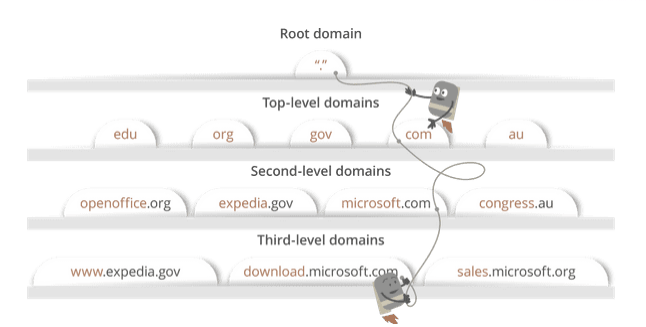 Root domain
“.”
Top-level domains
edu org gov com au
Second-level domains
openoffice.org expedia.gov microsoft.com congress.au
Third-level domains
www.expedia.gov download.microsoft.com sales.microsoft.org